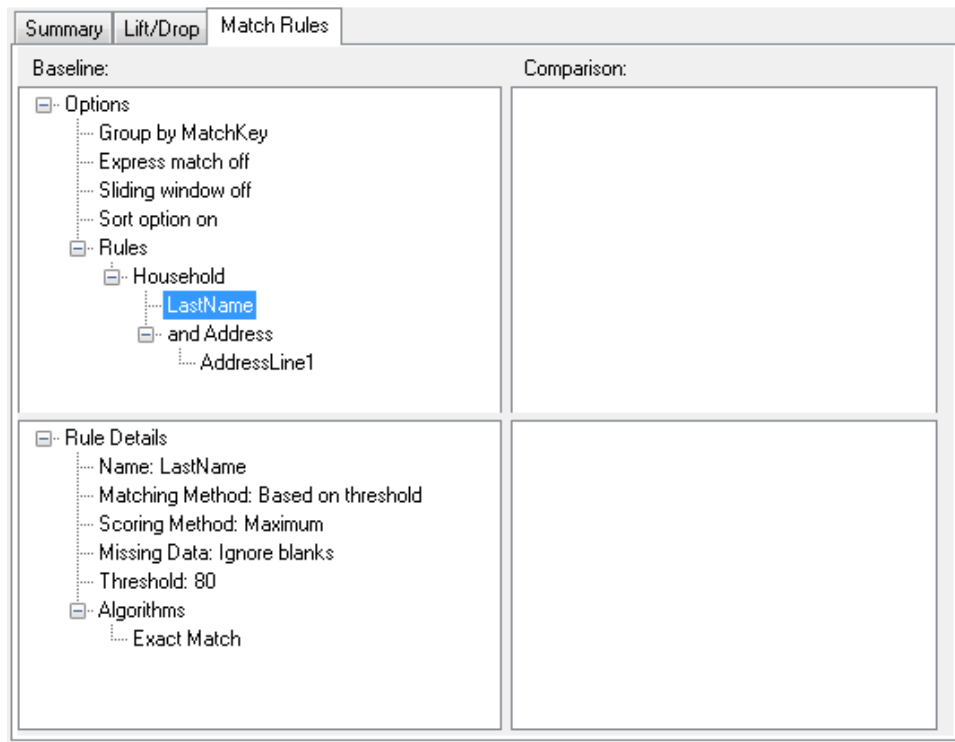 Summary Lift/Drop Match Rules
Baseline: Comparison:
Options
Group by MatchKey
Express match off
Sliding window off
Sort option on
Rules
Household
LastName
and Address
AddressLine1
Rule Details
Name: LastName
Matching Method: Based on threshold
Scoring Method: Maximum
Missing Data: Ignore blanks
Threshold: 80
Algorithms
Exact Match